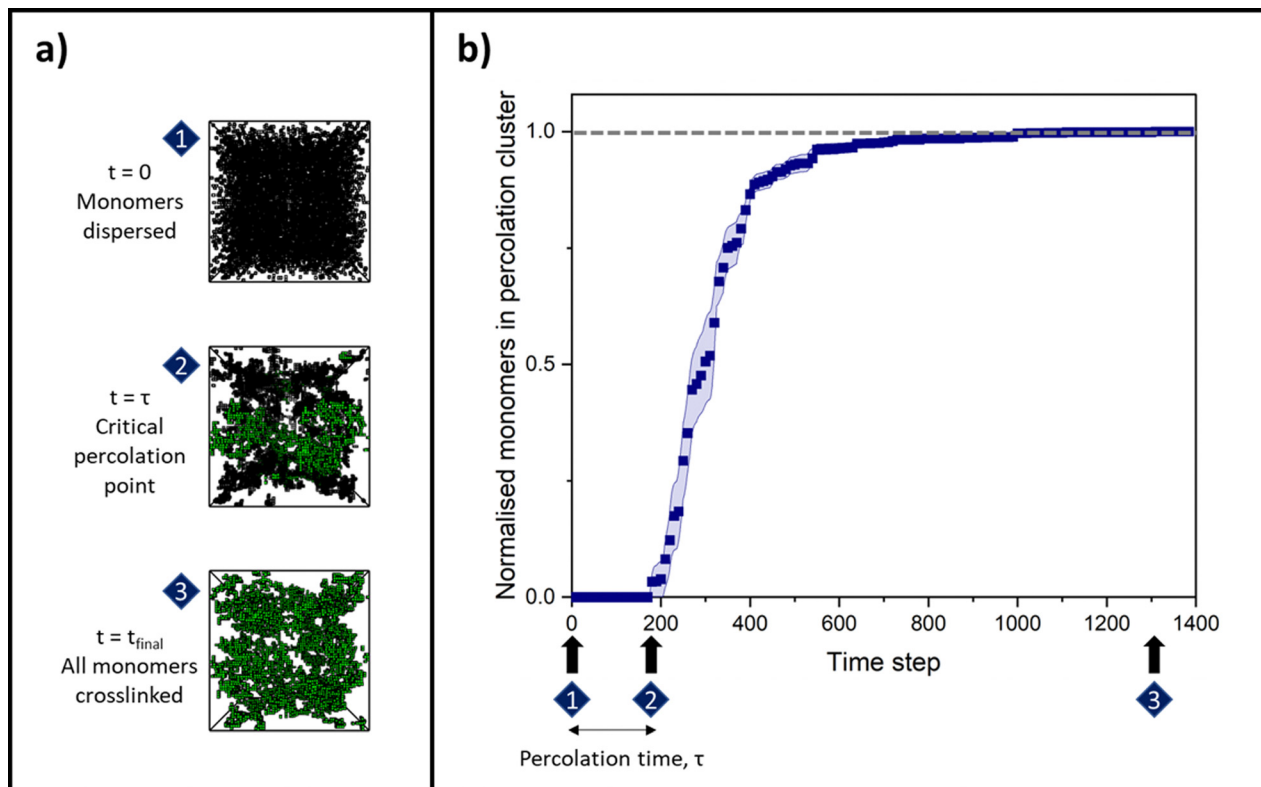 a)
1
t = 0
Monomers
dispersed
2
t = τ
Critical
percolation
point
3
t = t_final
All monomers
crosslinked
b)
Normalised monomers in percolation cluster
1.0
0.5
0.0
0 200 400 600 800 1000 1200 1400
Time step
1 2 3
Percolation time, τ